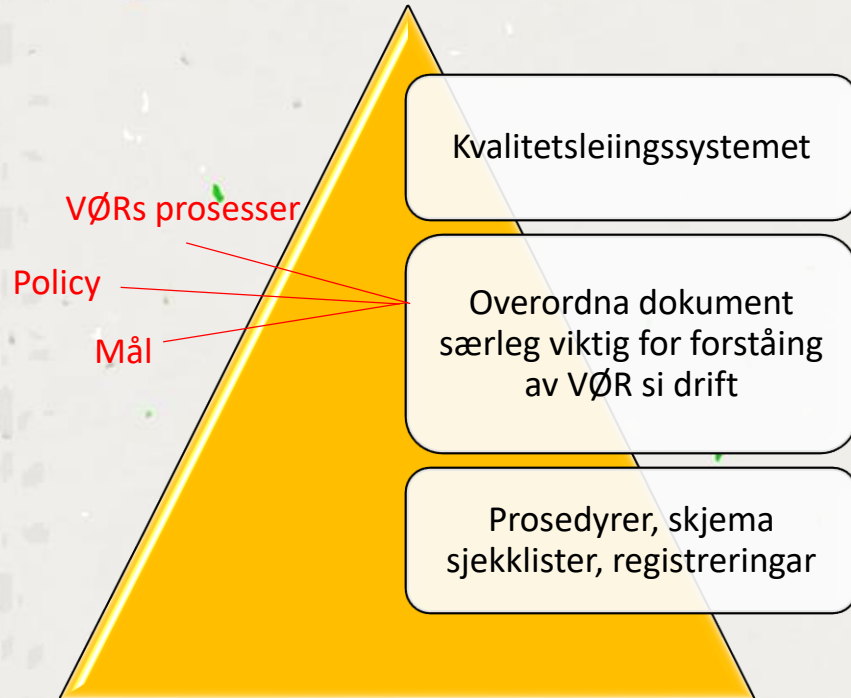 Kvalitetsleiingssystemet
VØRs prosesser
Policy
Mål
Overordna dokument
særleg viktig for forståing
av VØR si drift
Prosedyrer, skjema
sjekklister, registreringar